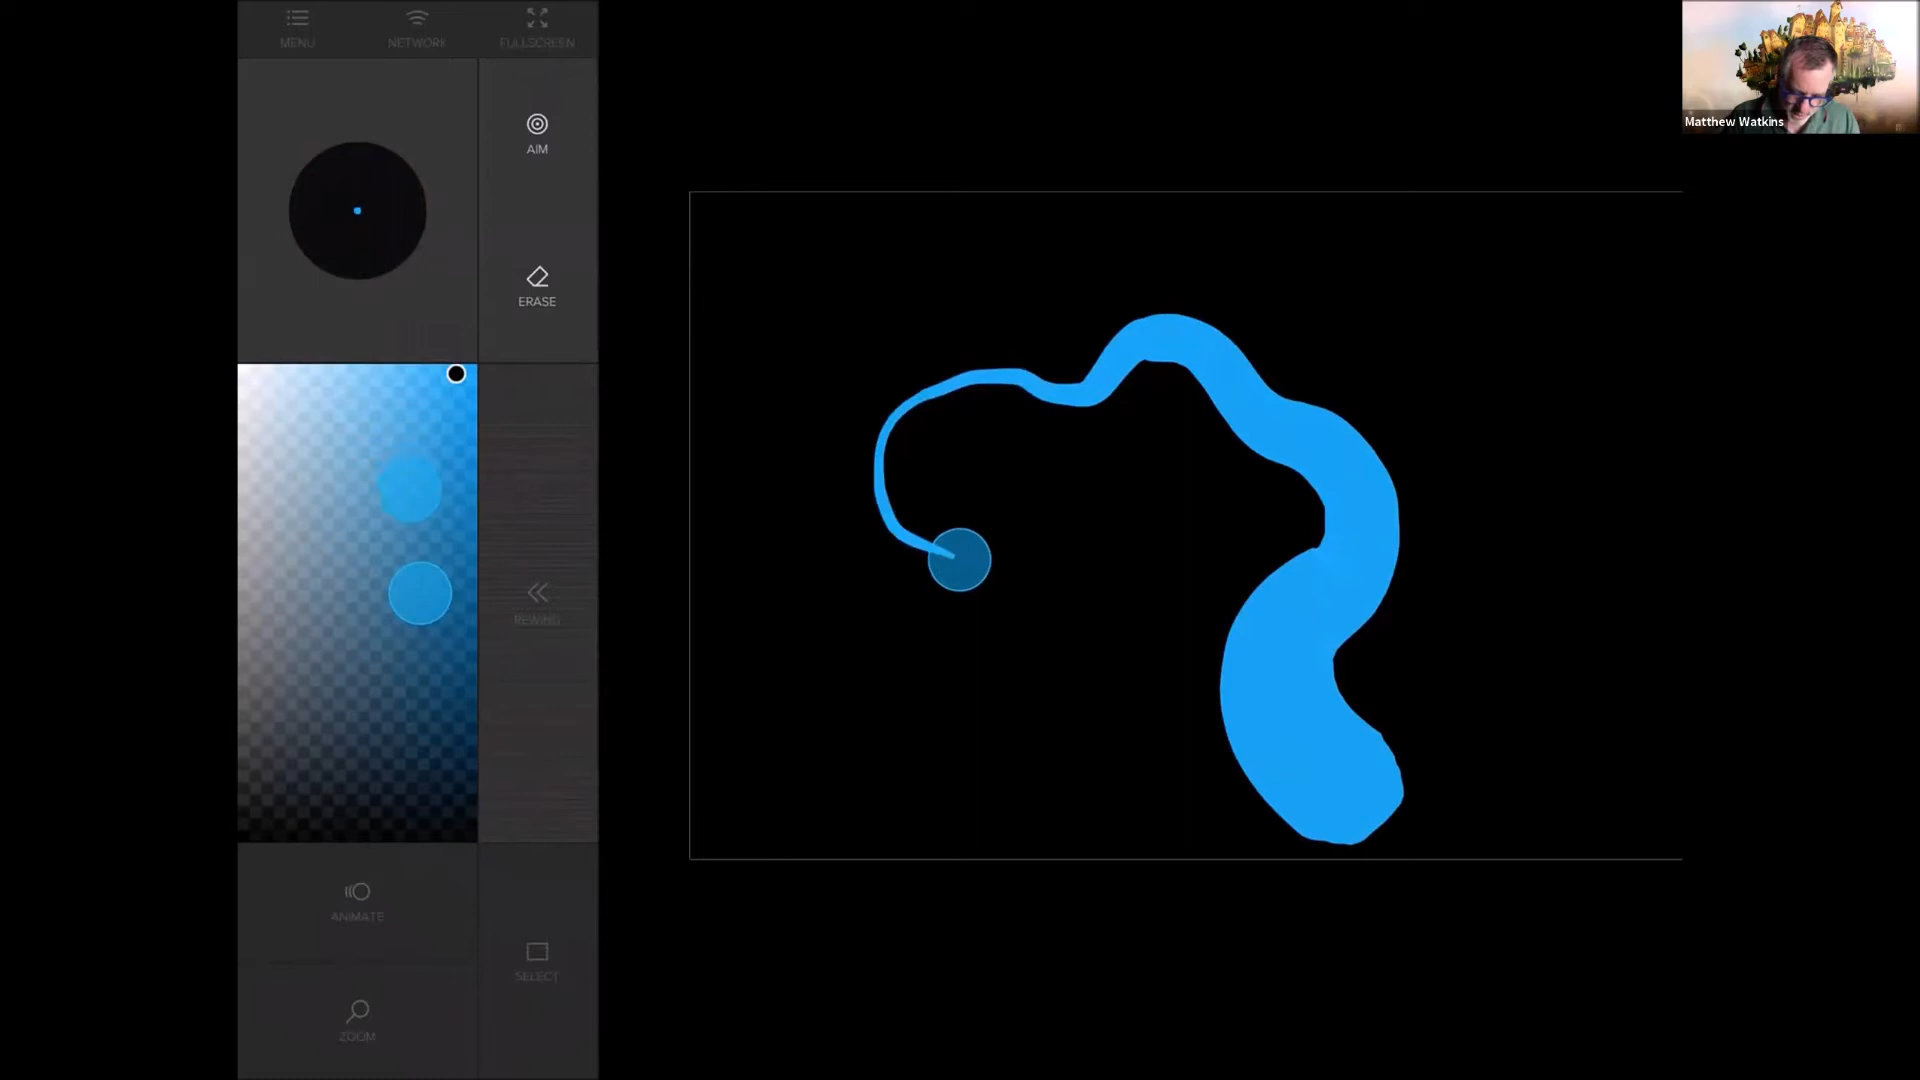 MENU
NETWORK
FULLSCREEN
Matthew Watkins
AIM
ERASE
REWIND
ANIMATE
SELECT
ZOOM